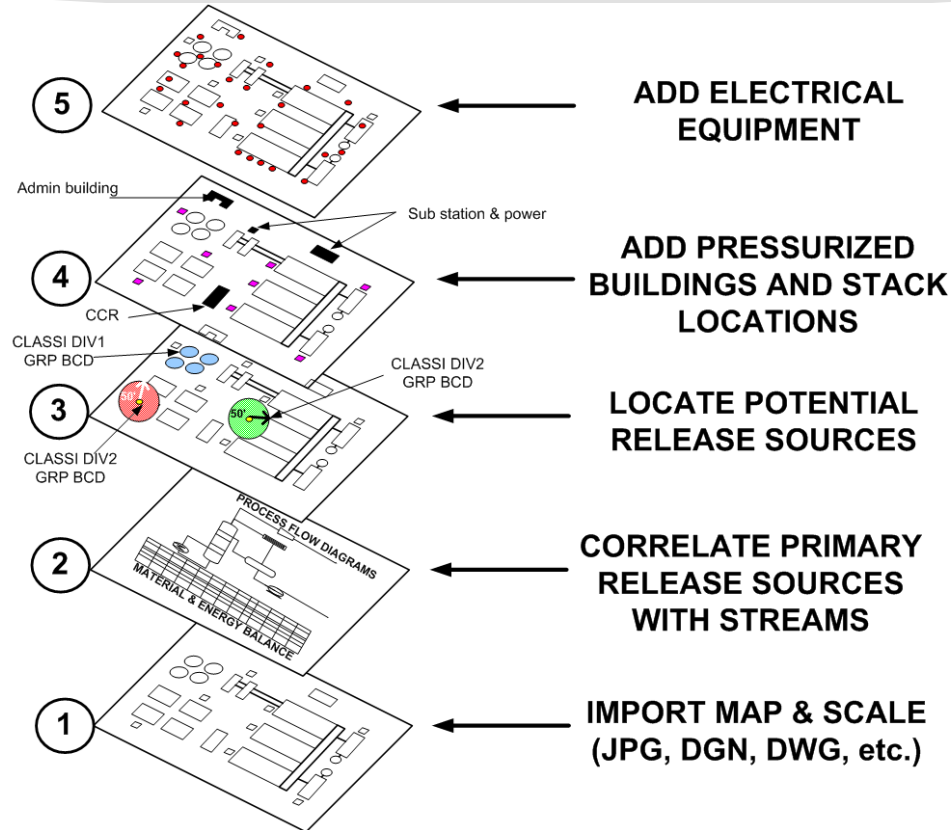 5
ADD ELECTRICAL
EQUIPMENT
Admin building
Sub station & power
4
ADD PRESSURIZED
BUILDINGS AND STACK
LOCATIONS
CCR
CLASSI DIV1
GRP BCD
CLASSI DIV2
GRP BCD
3
50'
50'
LOCATE POTENTIAL
RELEASE SOURCES
CLASSI DIV2
GRP BCD
2
PROCESS FLOW DIAGRAMS
MATERIAL & ENERGY BALANCE
CORRELATE PRIMARY
RELEASE SOURCES
WITH STREAMS
1
IMPORT MAP & SCALE
(JPG, DGN, DWG, etc.)